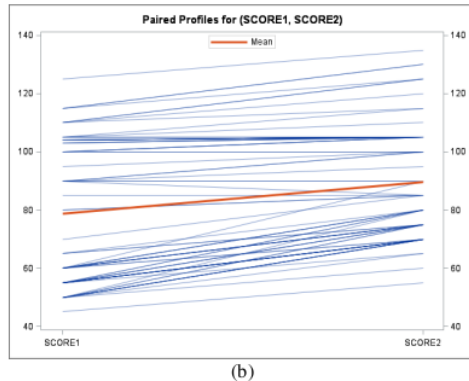 Paired Profiles for (SCORE1, SCORE2)
Mean
140 140
120 120
100 100
80 80
60 60
40 40
SCORE1 SCORE2
(b)